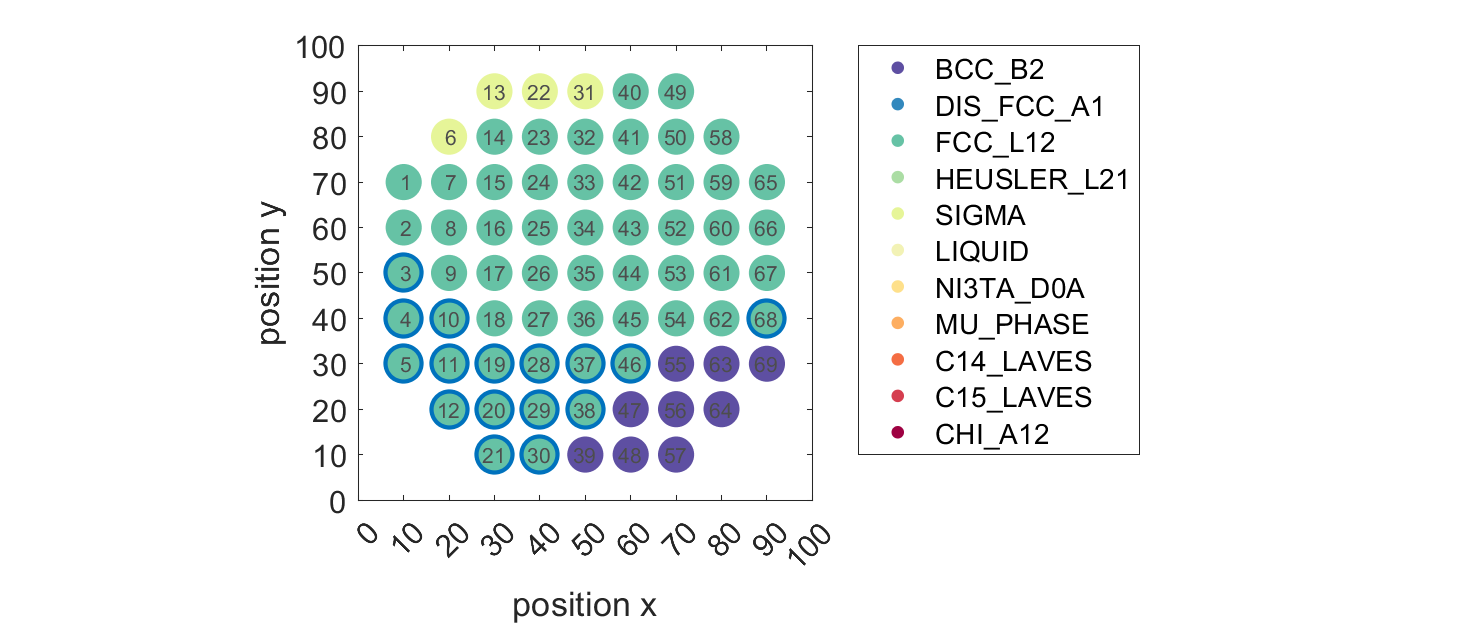 100
90
80
70
60
50
40
30
20
10
0
position y
13 22 31 40 49
6 14 23 32 41 50 58
1 7 15 24 33 42 51 59 65
2 8 16 25 34 43 52 60 66
3 9 17 26 35 44 53 61 67
4 10 18 27 36 45 54 62 68
5 11 19 28 37 46 55 63 69
12 20 29 38 47 56 64
21 30 39 48 57
0 10 20 30 40 50 60 70 80 90 100
position x
BCC_B2
DIS_FCC_A1
FCC_L12
HEUSLER_L21
SIGMA
LIQUID
NI3TA_D0A
MU_PHASE
C14_LAVES
C15_LAVES
CHI_A12